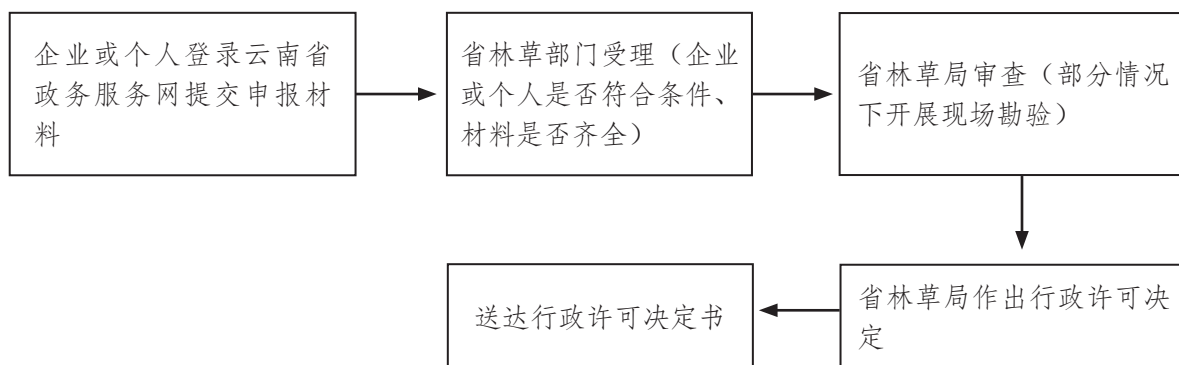 企业或个人登录云南省
政务服务网提交申报材
料
省林草部门受理（企业
或个人是否符合条件、
材料是否齐全）
省林草局审查（部分情况
下开展现场勘验）
省林草局作出行政许可决
定
送达行政许可决定书